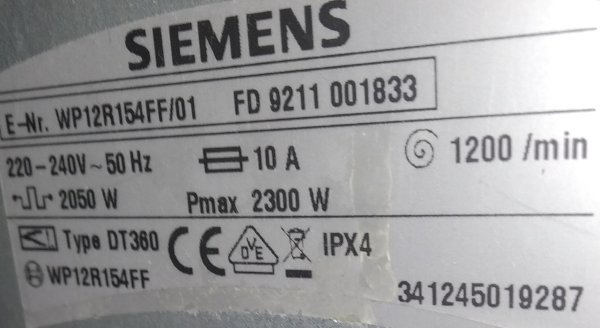 SIEMENS
E-Nr. WP12R154FF/01 FD 9211 001833
220-240V~50 Hz 10 A 1200 /min
2050 W Pmax 2300 W
Type DT360 CE DVE IPX4
WP12R154FF
341245019287